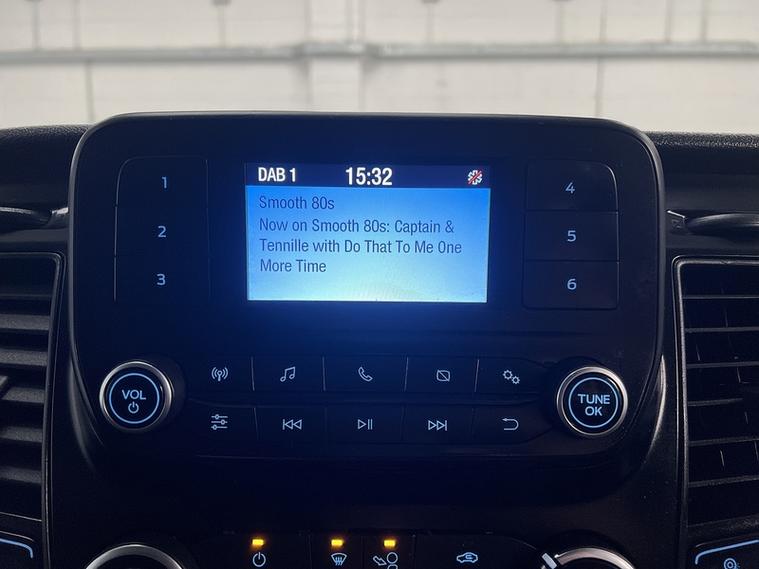 DAB 1 15:32
Smooth 80s
Now on Smooth 80s: Captain &
Tennille with Do That To Me One
More Time
1
2
3
4
5
6
VOL
TUNE
OK